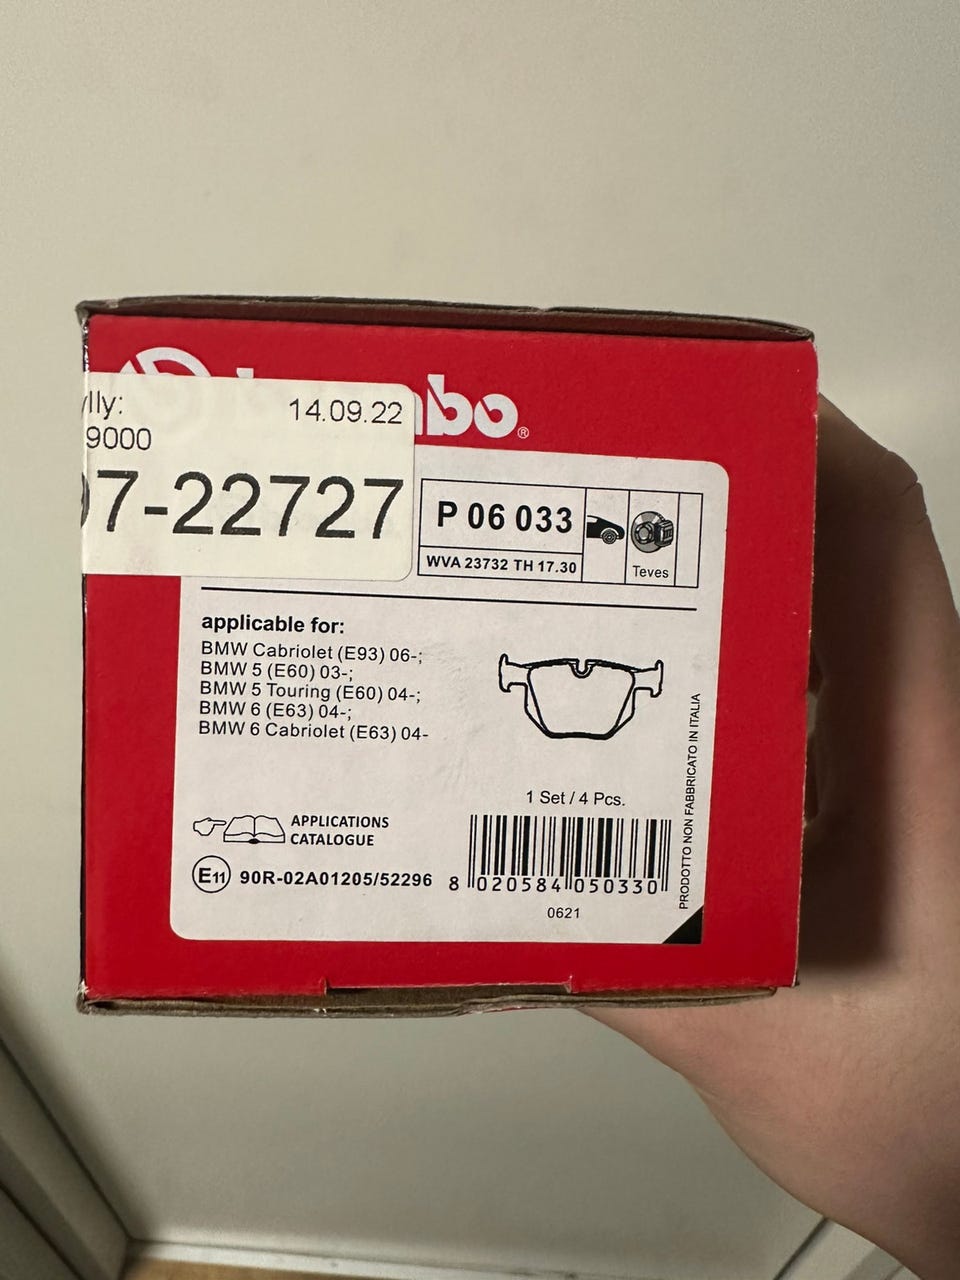 lly:
14.09.22
9000
7-22727
bo®
P 06 033
WVA 23732 TH 17.30
Teves
applicable for:
BMW Cabriolet (E93) 06-;
BMW 5 (E60) 03-;
BMW 5 Touring (E60) 04-;
BMW 6 (E63) 04-;
BMW 6 Cabriolet (E63) 04-
1 Set / 4 Pcs.
APPLICATIONS
CATALOGUE
E11 90R-02A01205/52296
8 020584 050330
0621
PRODOTTO NON FABBRICATO IN ITALIA